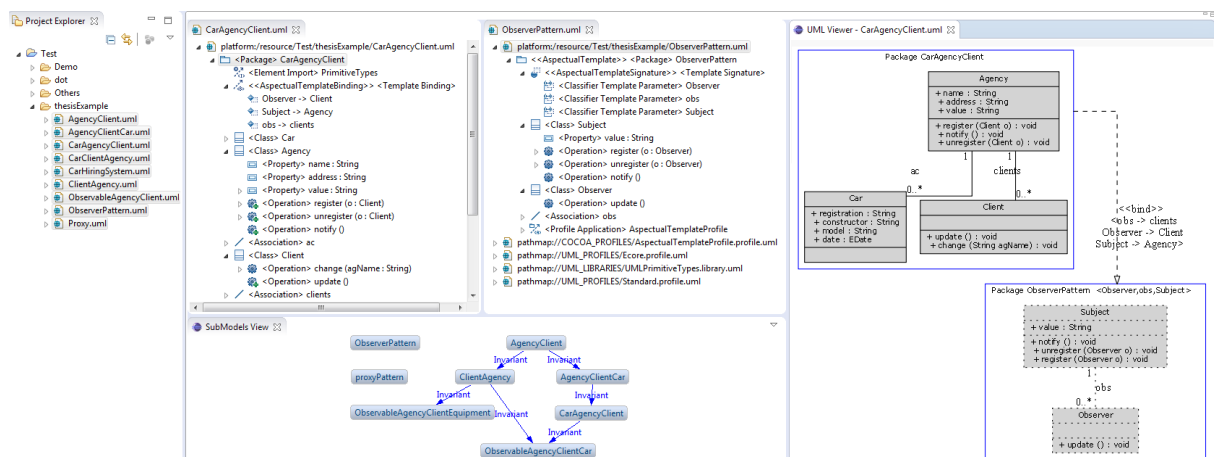 Project Explorer
Test
Demo
dot
Others
thesisExample
AgencyClient.uml
AgencyClientCar.uml
CarAgencyClient.uml
CarClientAgency.uml
CarHiringSystem.uml
ClientAgency.uml
ObservableAgencyClient.uml
ObserverPattern.uml
Proxy.uml
CarAgencyClient.uml
platform:/resource/Test/thesisExample/CarAgencyClient.uml
<Package> CarAgencyClient
<Element Import> PrimitiveTypes
<<AspectualTemplateBinding>> <Template Binding>
Observer -> Client
Subject -> Agency
obs -> clients
<Class> Car
<Class> Agency
<Property> name : String
<Property> address : String
<Property> value : String
<Operation> register (o : Client)
<Operation> unregister (o : Client)
<Operation> notify ()
<Association> ac
<Class> Client
<Operation> change (agName : String)
<Operation> update ()
<Association> clients
ObserverPattern.uml
platform:/resource/Test/thesisExample/ObserverPattern.uml
<<AspectualTemplate>> <Package> ObserverPattern
<<AspectualTemplateSignature>> <Template Signature>
<Classifier Template Parameter> Observer
<Classifier Template Parameter> obs
<Classifier Template Parameter> Subject
<Class> Subject
<Property> value : String
<Operation> register (o : Observer)
<Operation> unregister (o : Observer)
<Operation> notify ()
<Class> Observer
<Operation> update ()
<Association> obs
<Profile Application> AspectualTemplateProfile
pathmap://COCOA_PROFILES/AspectualTemplateProfile.profile.uml
pathmap://UML_PROFILES/Ecore.profile.uml
pathmap://UML_LIBRARIES/UMLPrimitiveTypes.library.uml
pathmap://UML_PROFILES/Standard.profile.uml
SubModels View
ObserverPattern
AgencyClient
Invariant
Invariant
proxyPattern
ClientAgency
AgencyClientCar
Invariant
Invariant
ObservableAgencyClientEquipment
Invariant
CarAgencyClient
Invariant
ObservableAgencyClientCar
UML Viewer - CarAgencyClient.uml
Package CarAgencyClient
Agency
+ name : String
+ address : String
+ value : String
+ register (Client o) : void
+ notify () : void
+ unregister (Client o) : void
1
1
ac
clients
0..*
0..*
Car
+ registration : String
+ constructor : String
+ model : String
+ date : EDate
Client
+ update () : void
+ change (String agName) : void
<<bind>>
<obs -> clients
Observer -> Client
Subject -> Agency>
Package ObserverPattern <Observer,obs,Subject>
Subject
+ value : String
+ notify () : void
+ unregister (Observer o) : void
+ register (Observer o) : void
1
obs
0..*
Observer
+ update () : void